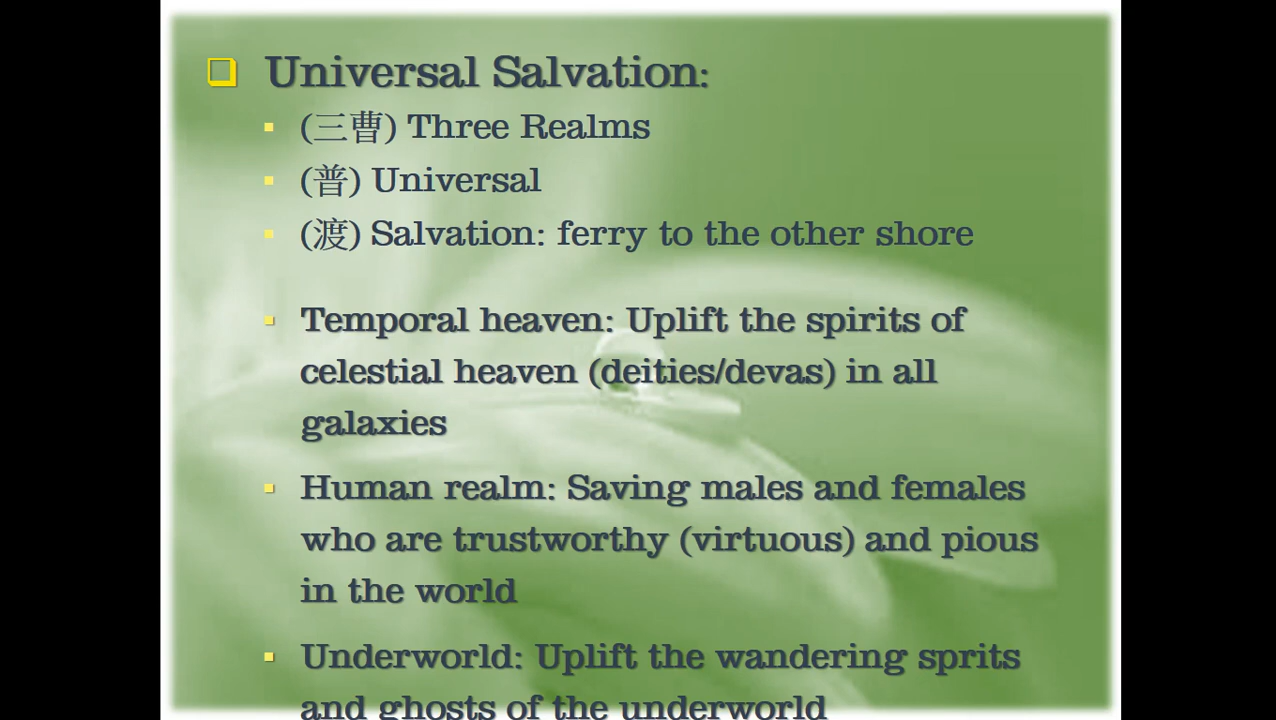 Universal Salvation:
(三曹) Three Realms
(普) Universal
(渡) Salvation: ferry to the other shore
Temporal heaven: Uplift the spirits of
celestial heaven (deities/devas) in all
galaxies
Human realm: Saving males and females
who are trustworthy (virtuous) and pious
in the world
Underworld: Uplift the wandering sprits
and ghosts of the underworld